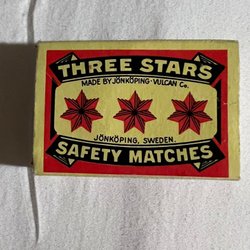 THREE STARS
MADE BY JÖNKÖPING-VULCAN Co.
JÖNKÖPING, SWEDEN.
SAFETY MATCHES